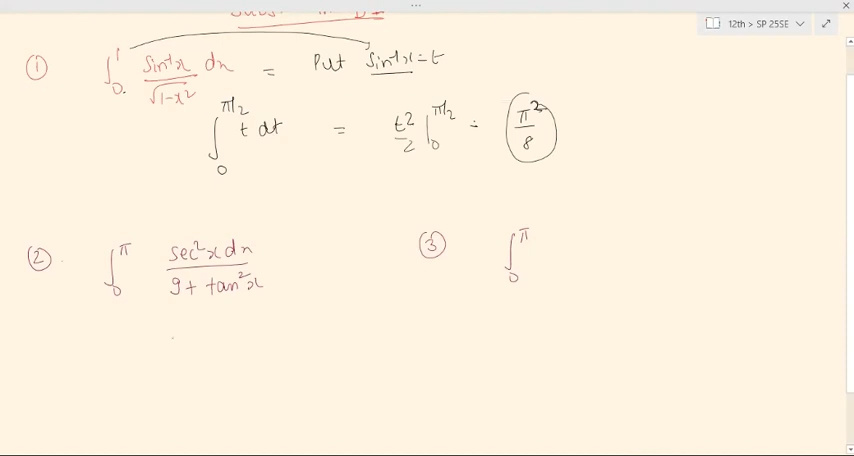 12th > SP 25SE
① ∫₀¹ sin⁻¹x dx / √1-x² = Put sin⁻¹x = t
∫₀^π/2 t dt = t²/2 |₀^π/2 = π²/8
② ∫₀^π sec²x dx / 9 + tan²x ③ ∫₀^π